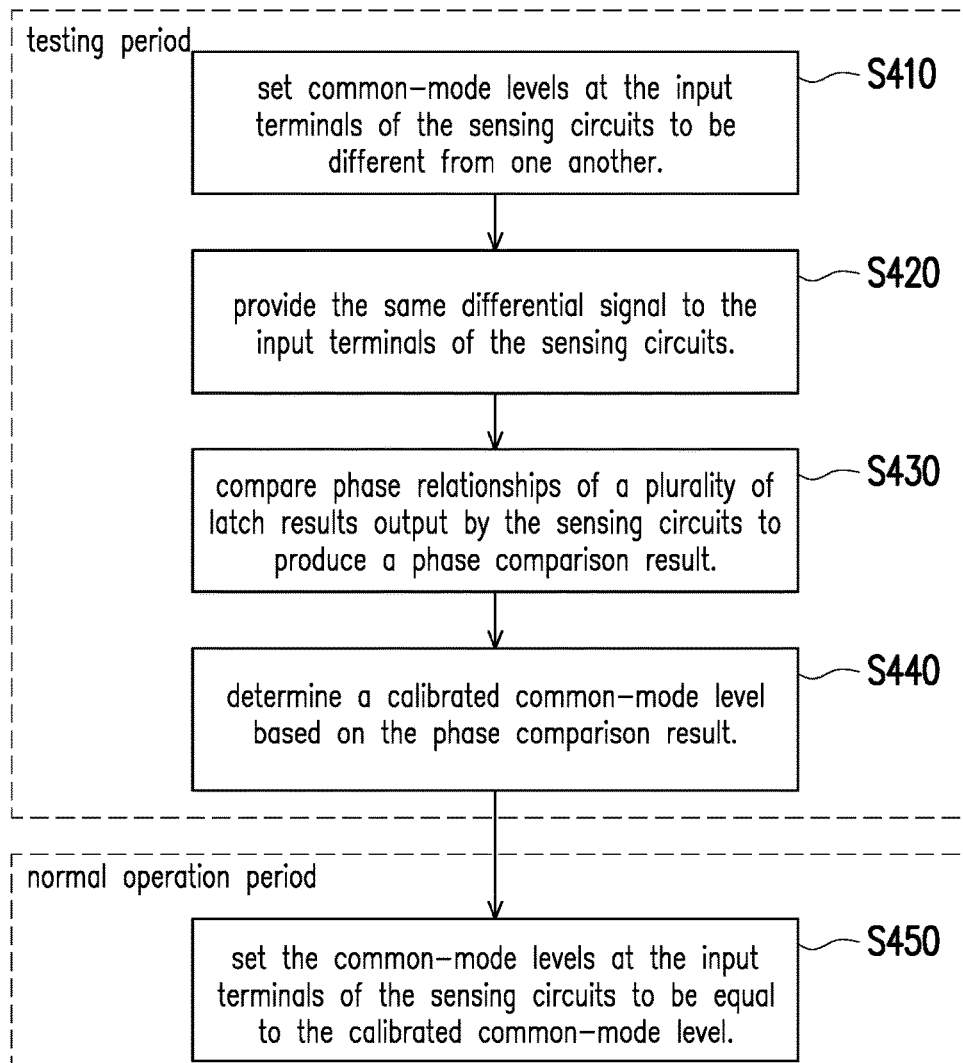 testing period
set common-mode levels at the input
terminals of the sensing circuits to be
different from one another.
S410
provide the same differential signal to the
input terminals of the sensing circuits.
S420
compare phase relationships of a plurality of
latch results output by the sensing circuits to
produce a phase comparison result.
S430
determine a calibrated common-mode level
based on the phase comparison result.
S440
normal operation period
set the common-mode levels at the input
terminals of the sensing circuits to be equal
to the calibrated common-mode level.
S450